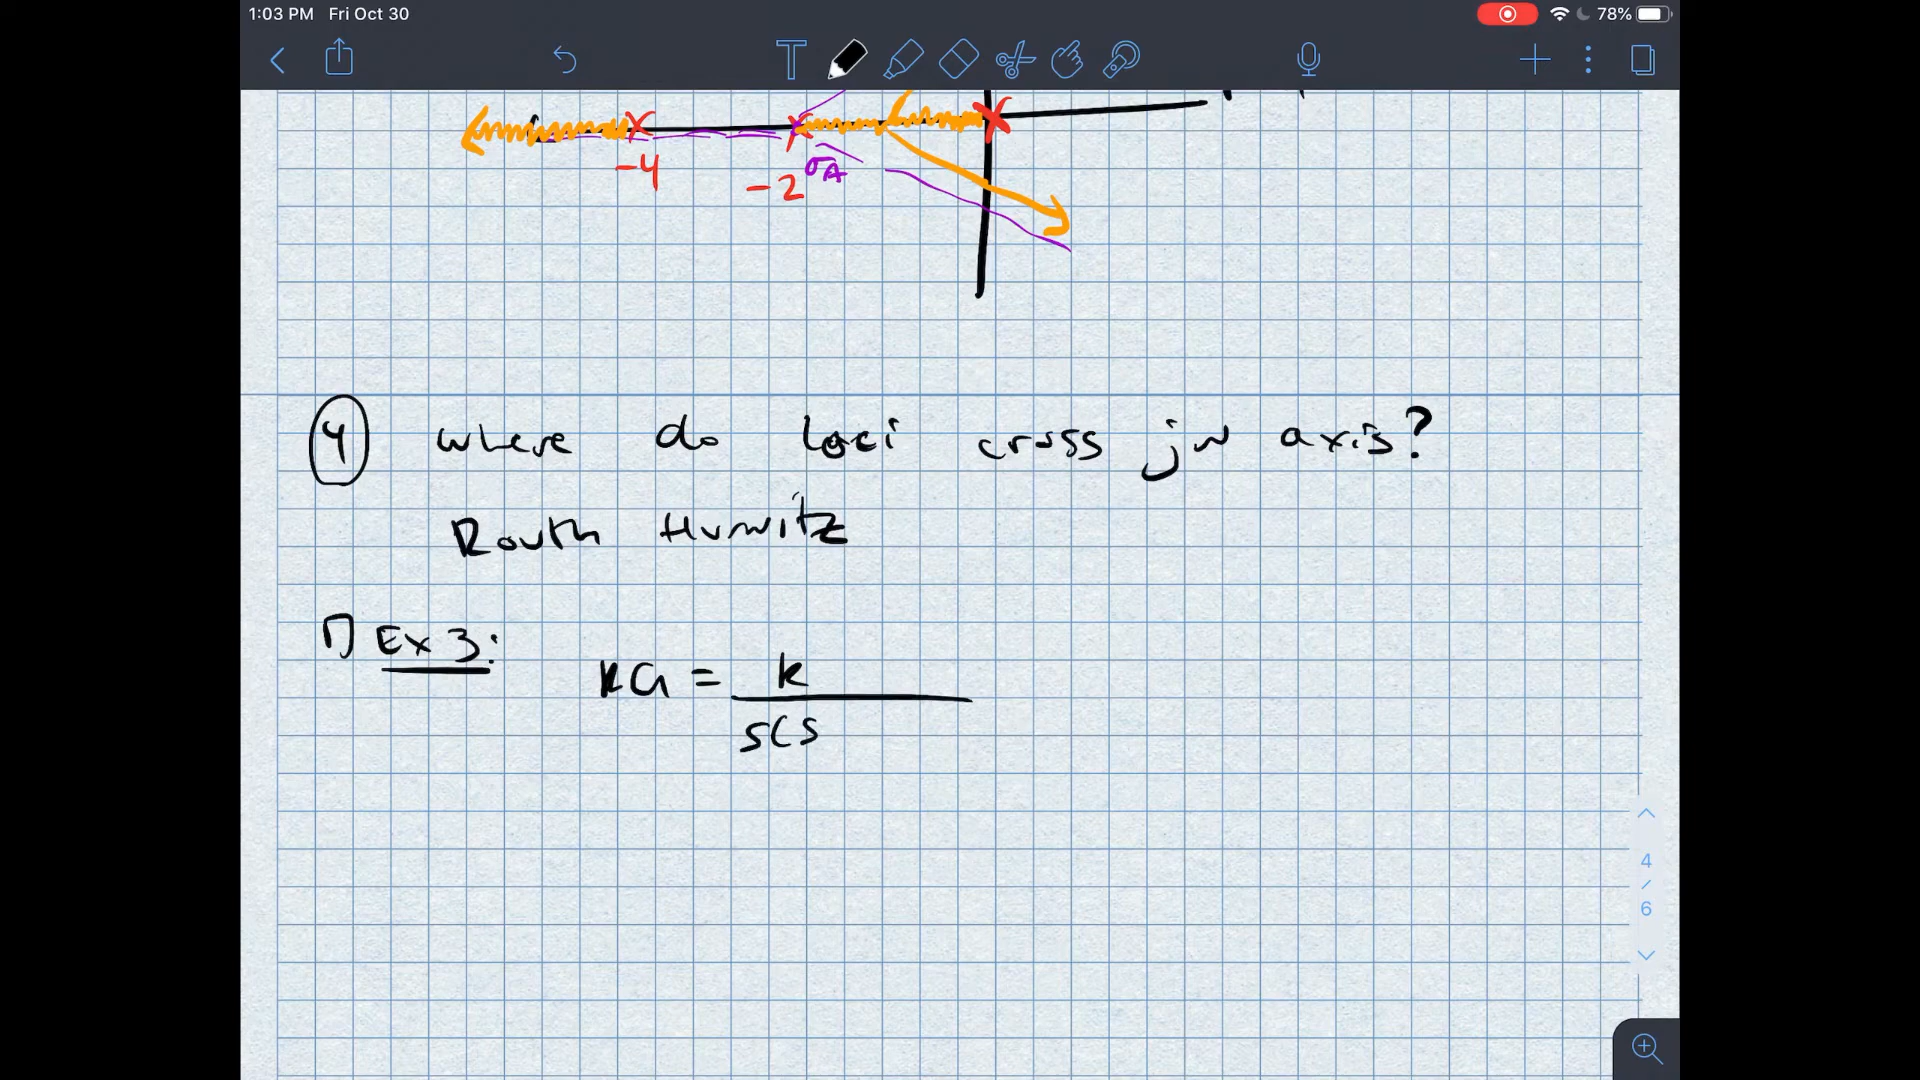 1:03 PM Fri Oct 30
78%
T
-4
-2
σA
4 where do loci cross jw axis?
Routh Hurwitz
Ex 3:
KG = k
s(s
4
/
6